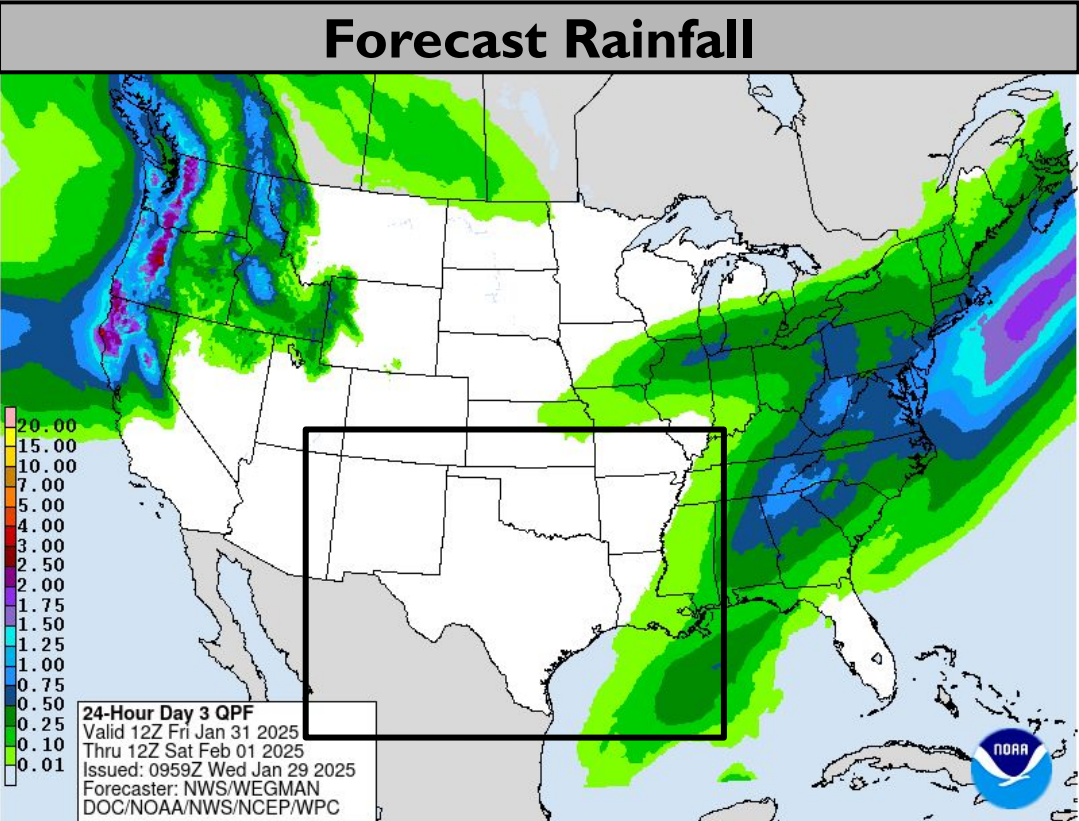 Forecast Rainfall
20.00
15.00
10.00
7.00
5.00
4.00
3.00
2.50
2.00
1.75
1.50
1.25
1.00
0.75
0.50
0.25
0.10
0.01
24-Hour Day 3 QPF
Valid 12Z Fri Jan 31 2025
Thru 12Z Sat Feb 01 2025
Issued: 0959Z Wed Jan 29 2025
Forecaster: NWS/WEGMAN
DOC/NOAA/NWS/NCEP/WPC
NOAA